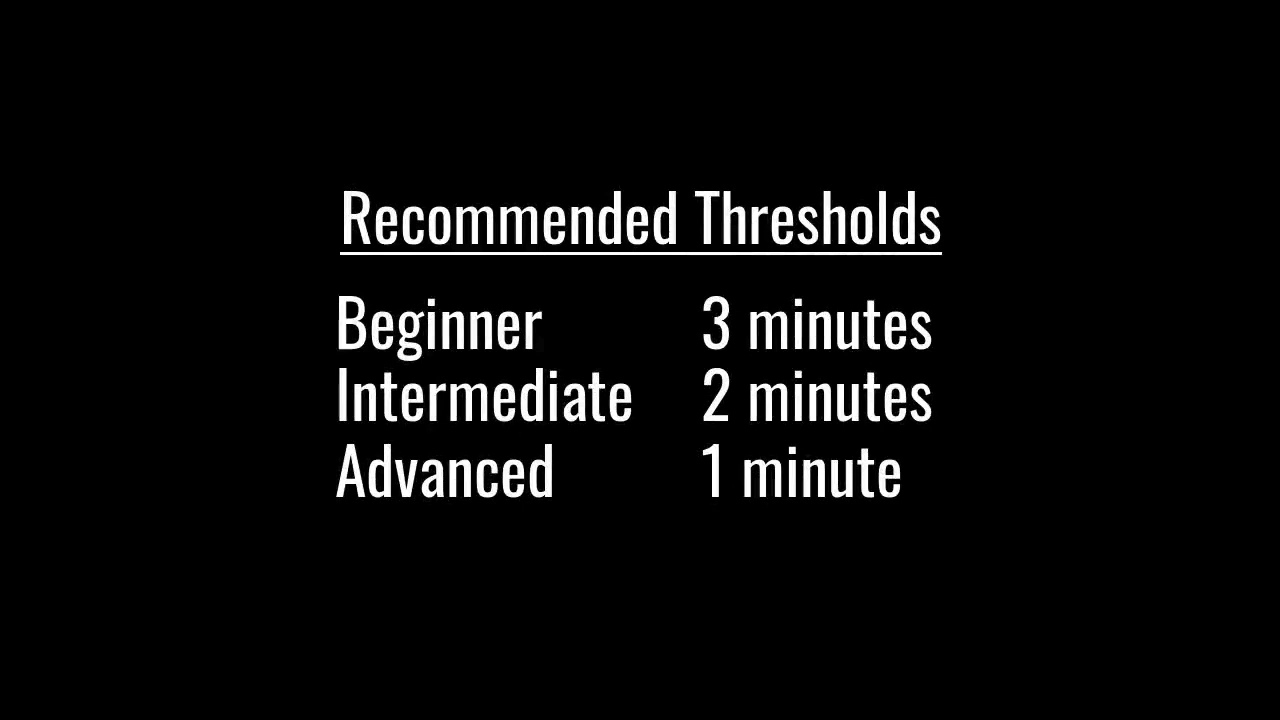 Recommended Thresholds
Beginner 3 minutes
Intermediate 2 minutes
Advanced 1 minute